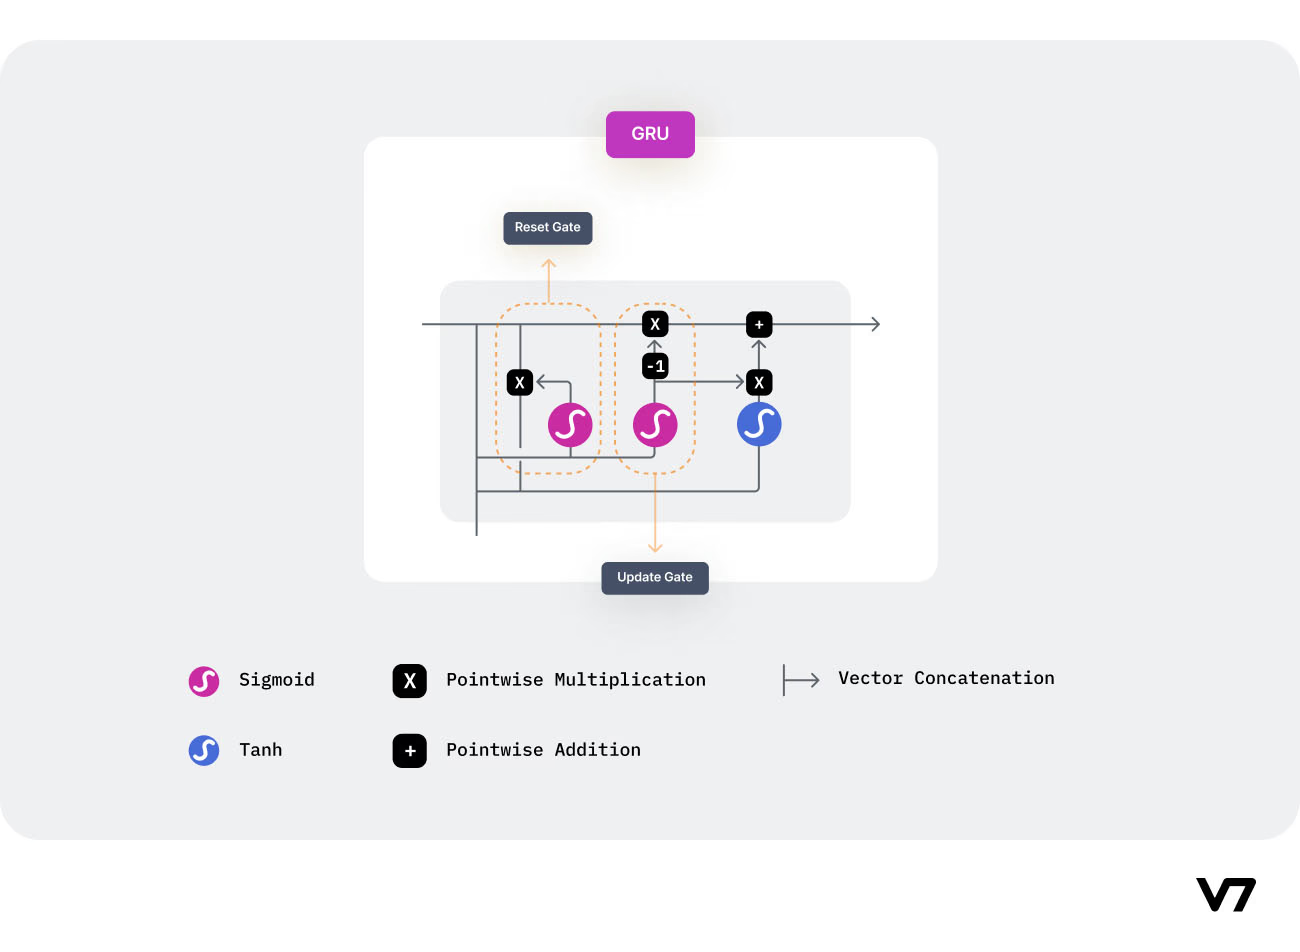 GRU
Reset Gate
X
+
-1
X
X
Update Gate
Sigmoid
X
Pointwise Multiplication
Vector Concatenation
Tanh
+
Pointwise Addition
V7